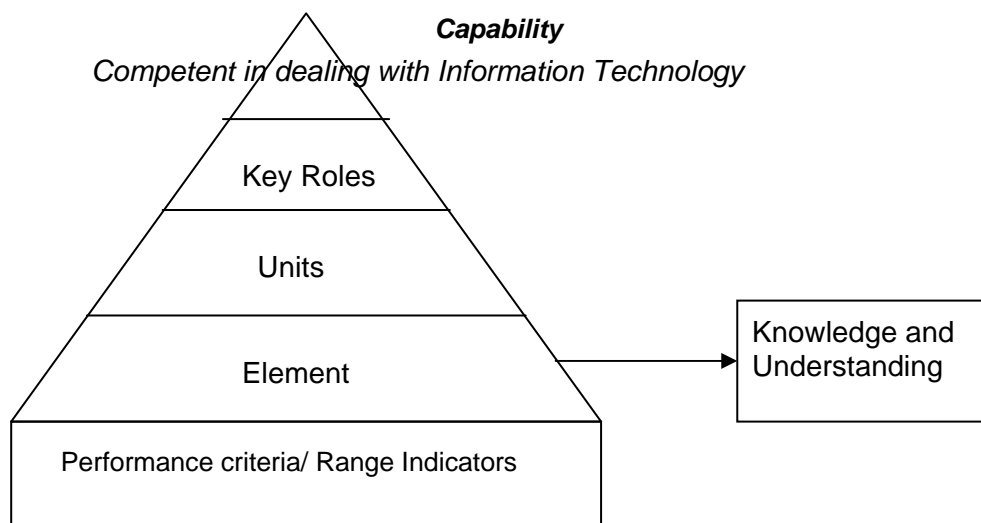 Capability
Competent in dealing with Information Technology
Key Roles
Units
Element
Knowledge and
Understanding
Performance criteria/ Range Indicators